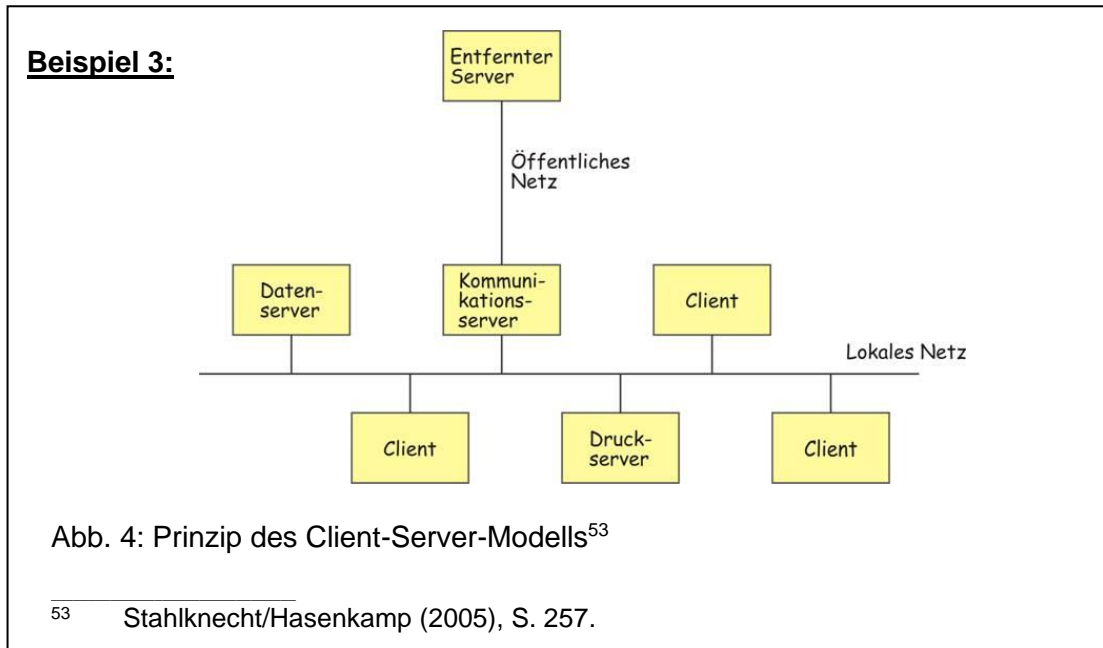 Beispiel 3:
Entfernter
Server
Öffentliches
Netz
Daten-
server
Kommuni-
kations-
server
Client
Lokales Netz
Client
Druck-
server
Client
Abb. 4: Prinzip des Client-Server-Modells53
53 Stahlknecht/Hasenkamp (2005), S. 257.